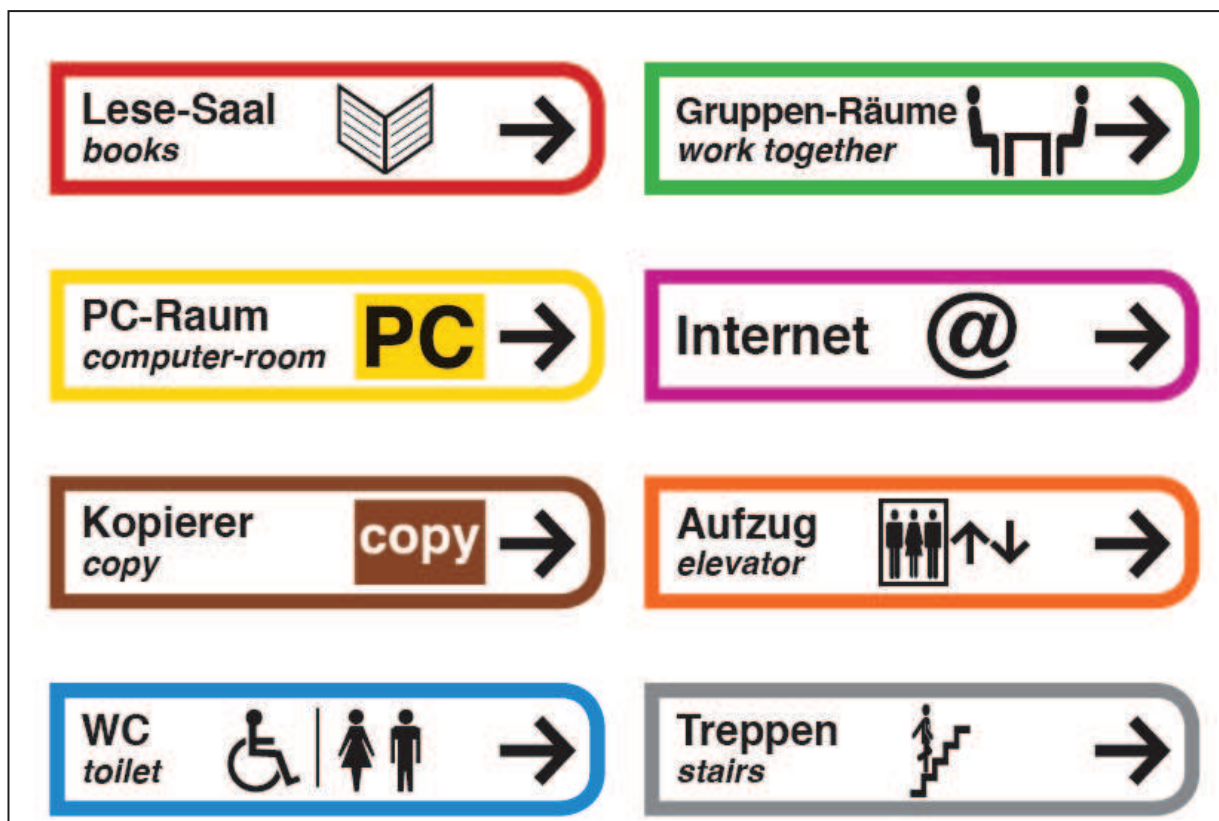 Lese-Saal
books
Gruppen-Räume
work together
PC-Raum
computer-room
PC
Internet
@
Kopierer
copy
copy
Aufzug
elevator
WC
toilet
Treppen
stairs